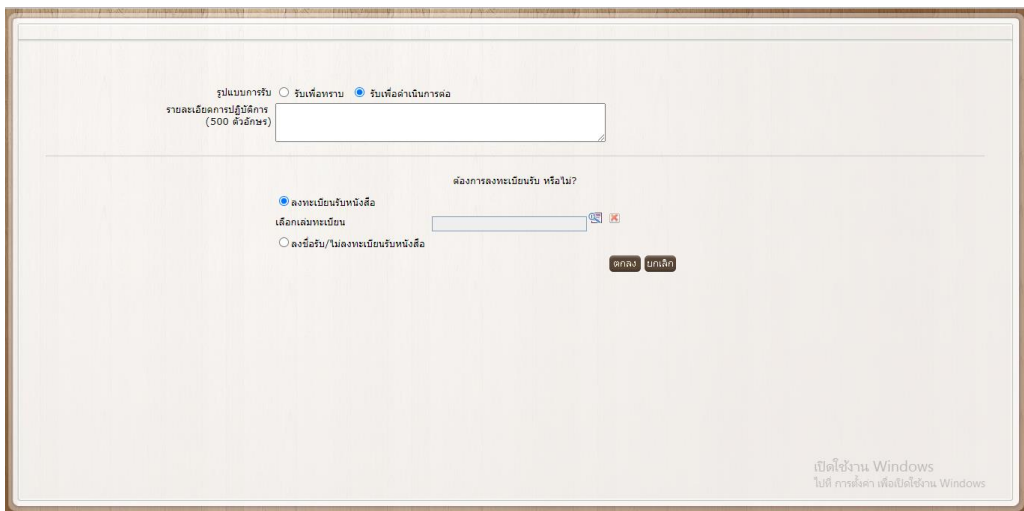 รูปแบบการรับ รับเพื่อทราบ รับเพื่อดำเนินการต่อ
รายละเอียดการปฏิบัติการ
(500 ตัวอักษร)
ต้องการลงทะเบียนรับ หรือไม่?
ลงทะเบียนรับหนังสือ
เลือกเล่มทะเบียน
ลงชื่อรับ/ไม่ลงทะเบียนรับหนังสือ
ตกลง ยกเลิก
เปิดใช้งาน Windows
ไปที่ การตั้งค่า เพื่อเปิดใช้งาน Windows